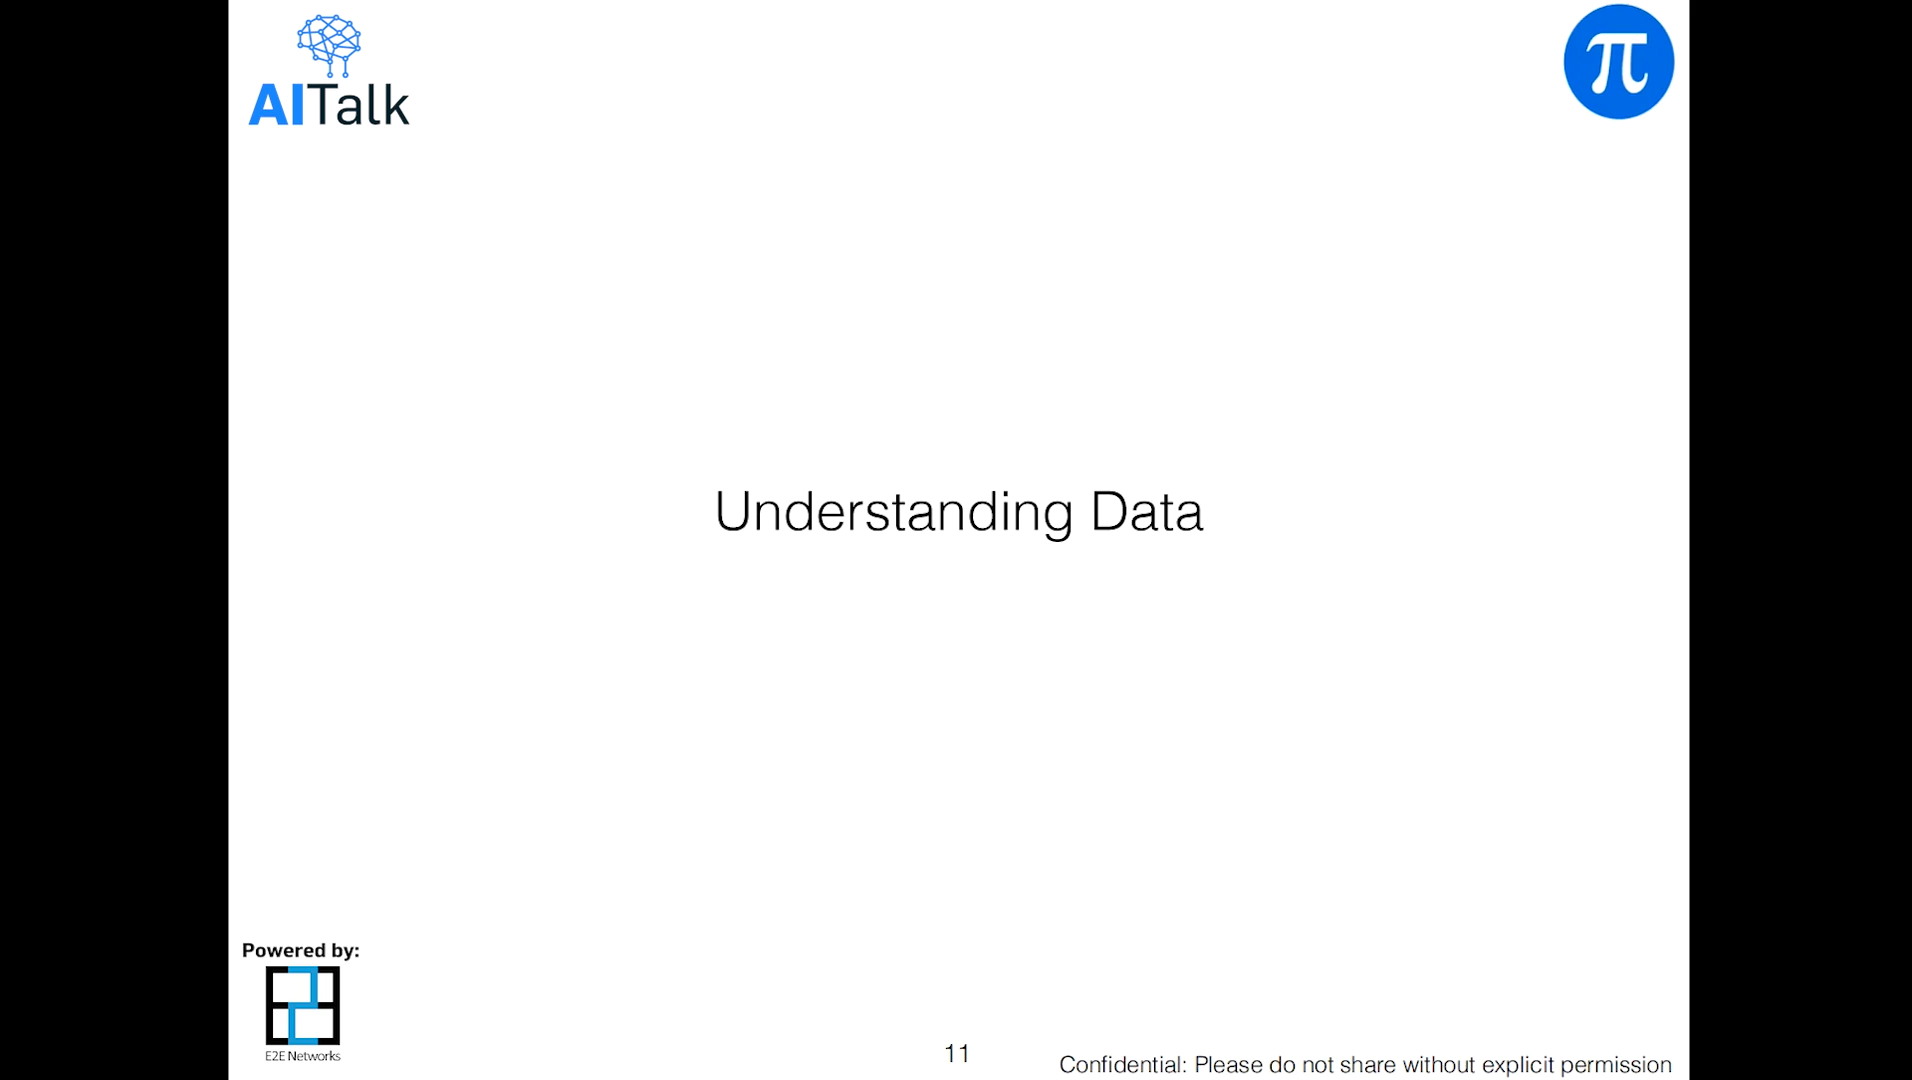 AITalk
π
Understanding Data
Powered by:
E2E Networks
11
Confidential: Please do not share without explicit permission